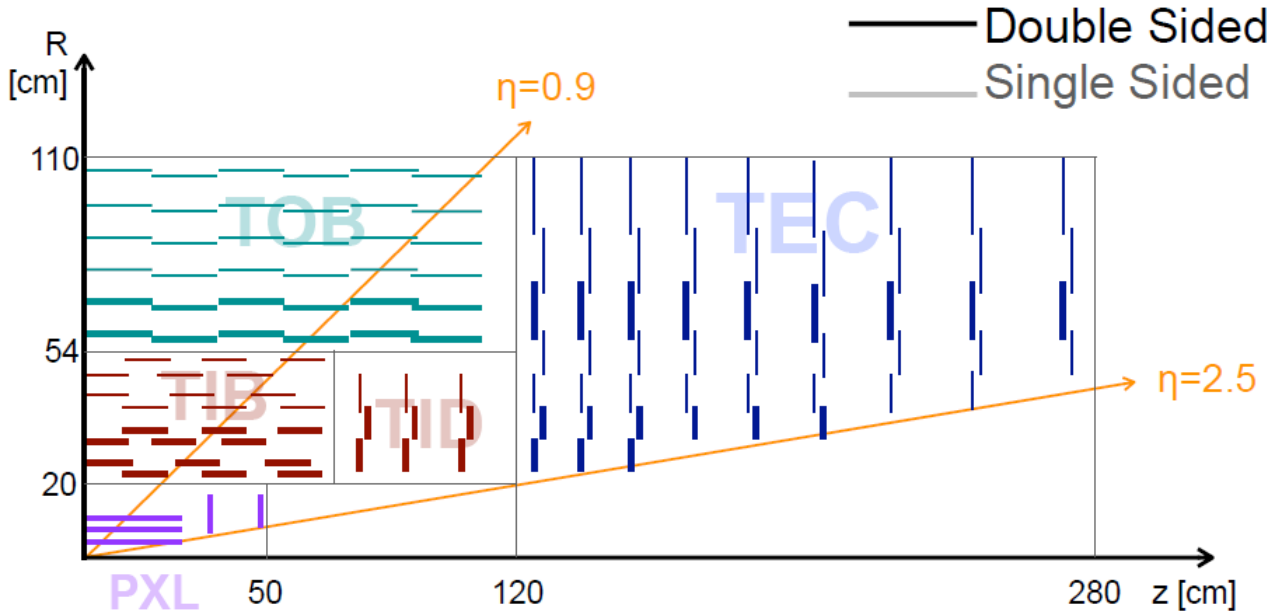 Double Sided
Single Sided
R
[cm]
η=0.9
110
TOB
TEC
54
TIB
TID
η=2.5
20
PXL
50
120
280
z [cm]